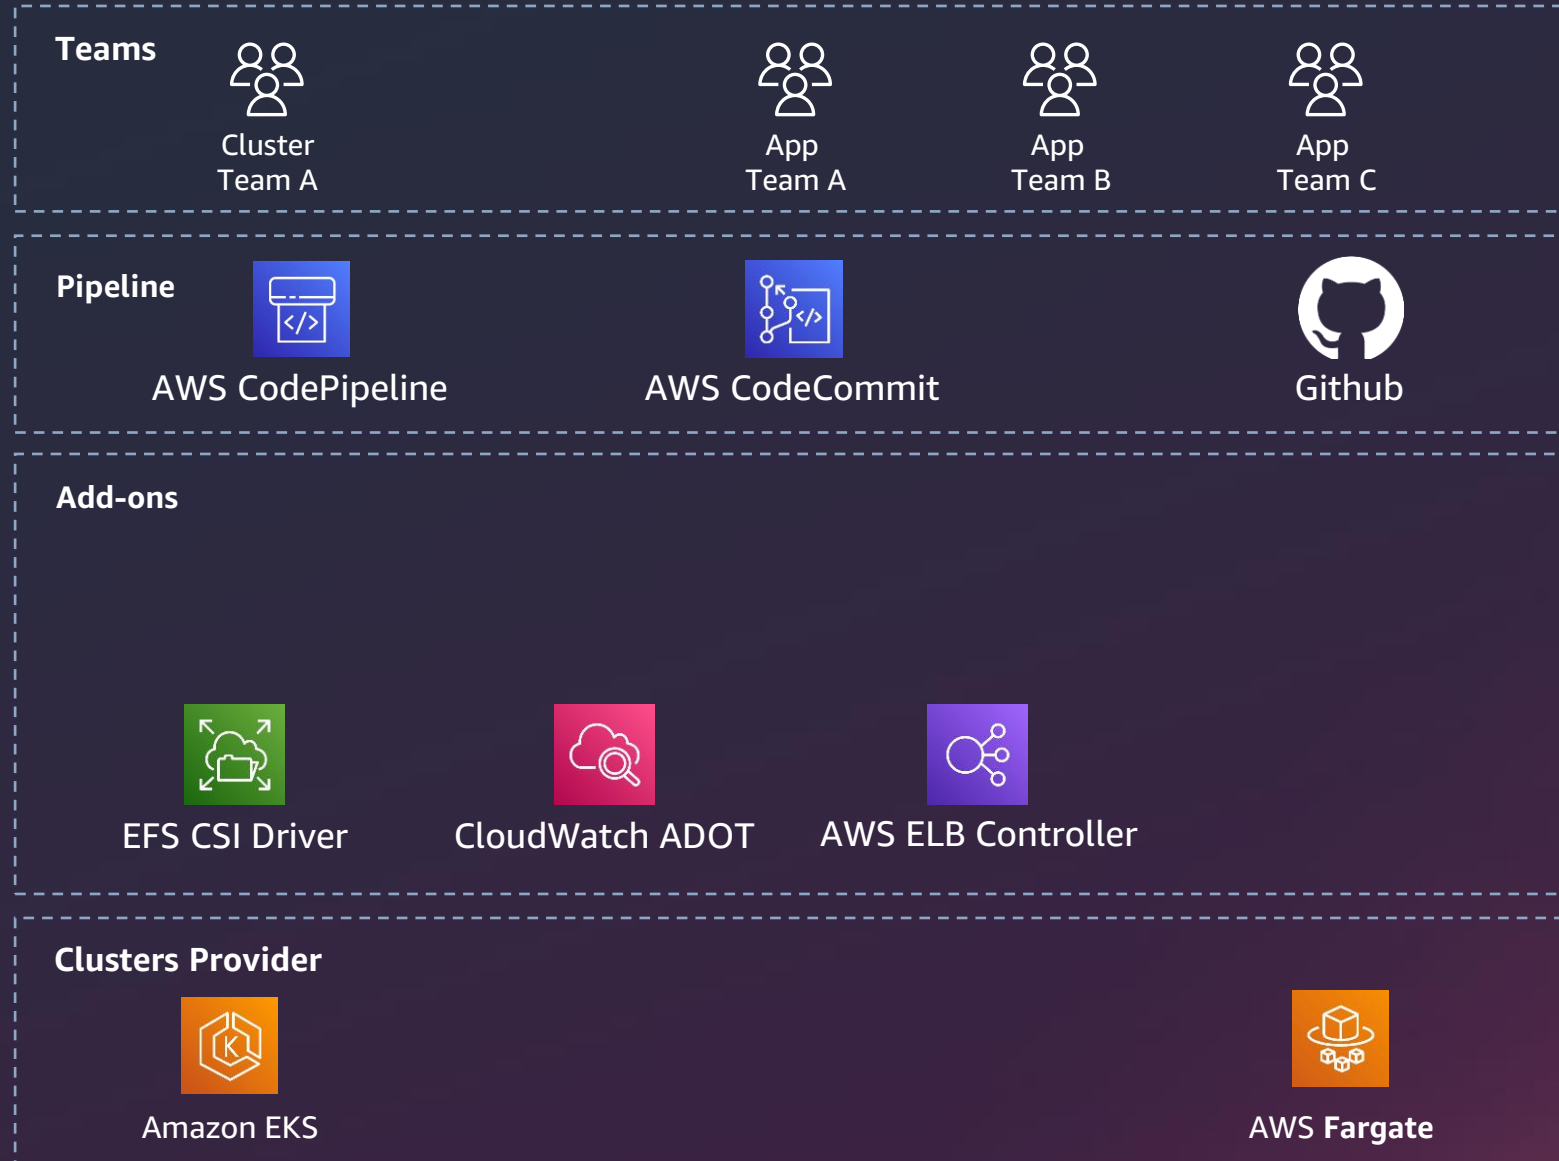 Teams
Cluster
Team A
App
Team A
App
Team B
App
Team C
Pipeline
</>
AWS CodePipeline
</>
AWS CodeCommit
Github
Add-ons
EFS CSI Driver
CloudWatch ADOT
AWS ELB Controller
Clusters Provider
K
Amazon EKS
AWS Fargate